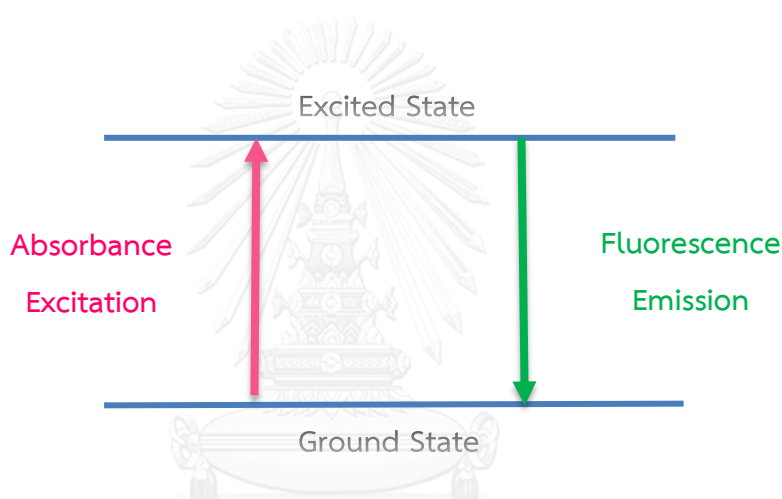 Excited State
Absorbance
Excitation
Fluorescence
Emission
Ground State